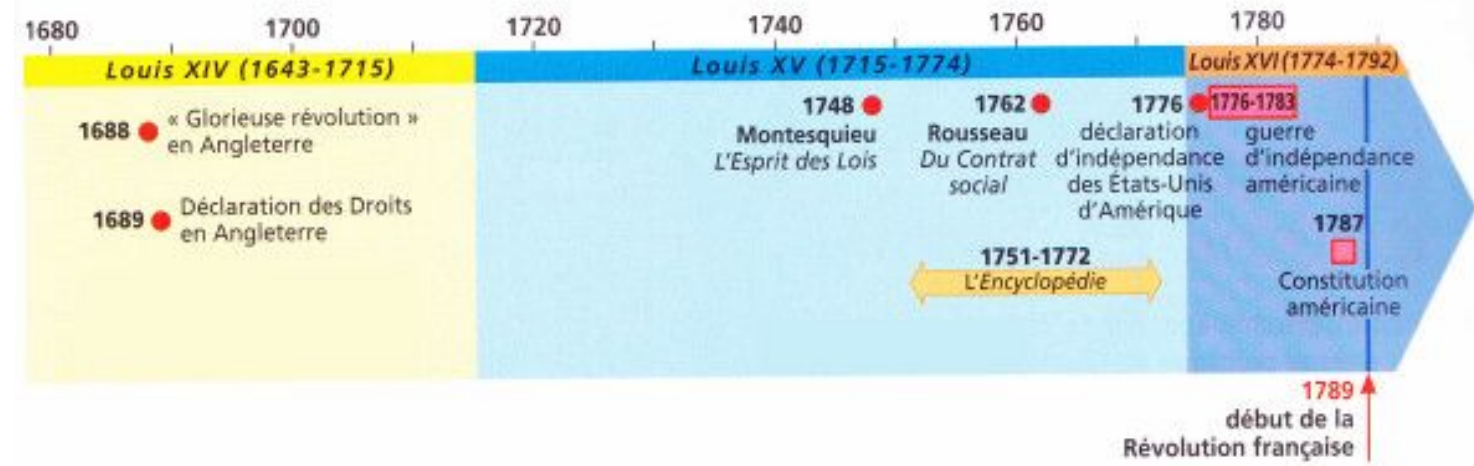 1680 1700 1720 1740 1760 1780
Louis XIV (1643-1715) Louis XV (1715-1774) Louis XVI (1774-1792)
1688 « Glorieuse révolution »
en Angleterre
1689 Déclaration des Droits
en Angleterre
1748
Montesquieu
L'Esprit des Lois
1762
Rousseau
Du Contrat
social
1776
déclaration
d'indépendance
des États-Unis
d'Amérique
1776-1783
guerre
d'indépendance
américaine
1751-1772
L'Encyclopédie
1787
Constitution
américaine
1789
début de la
Révolution française